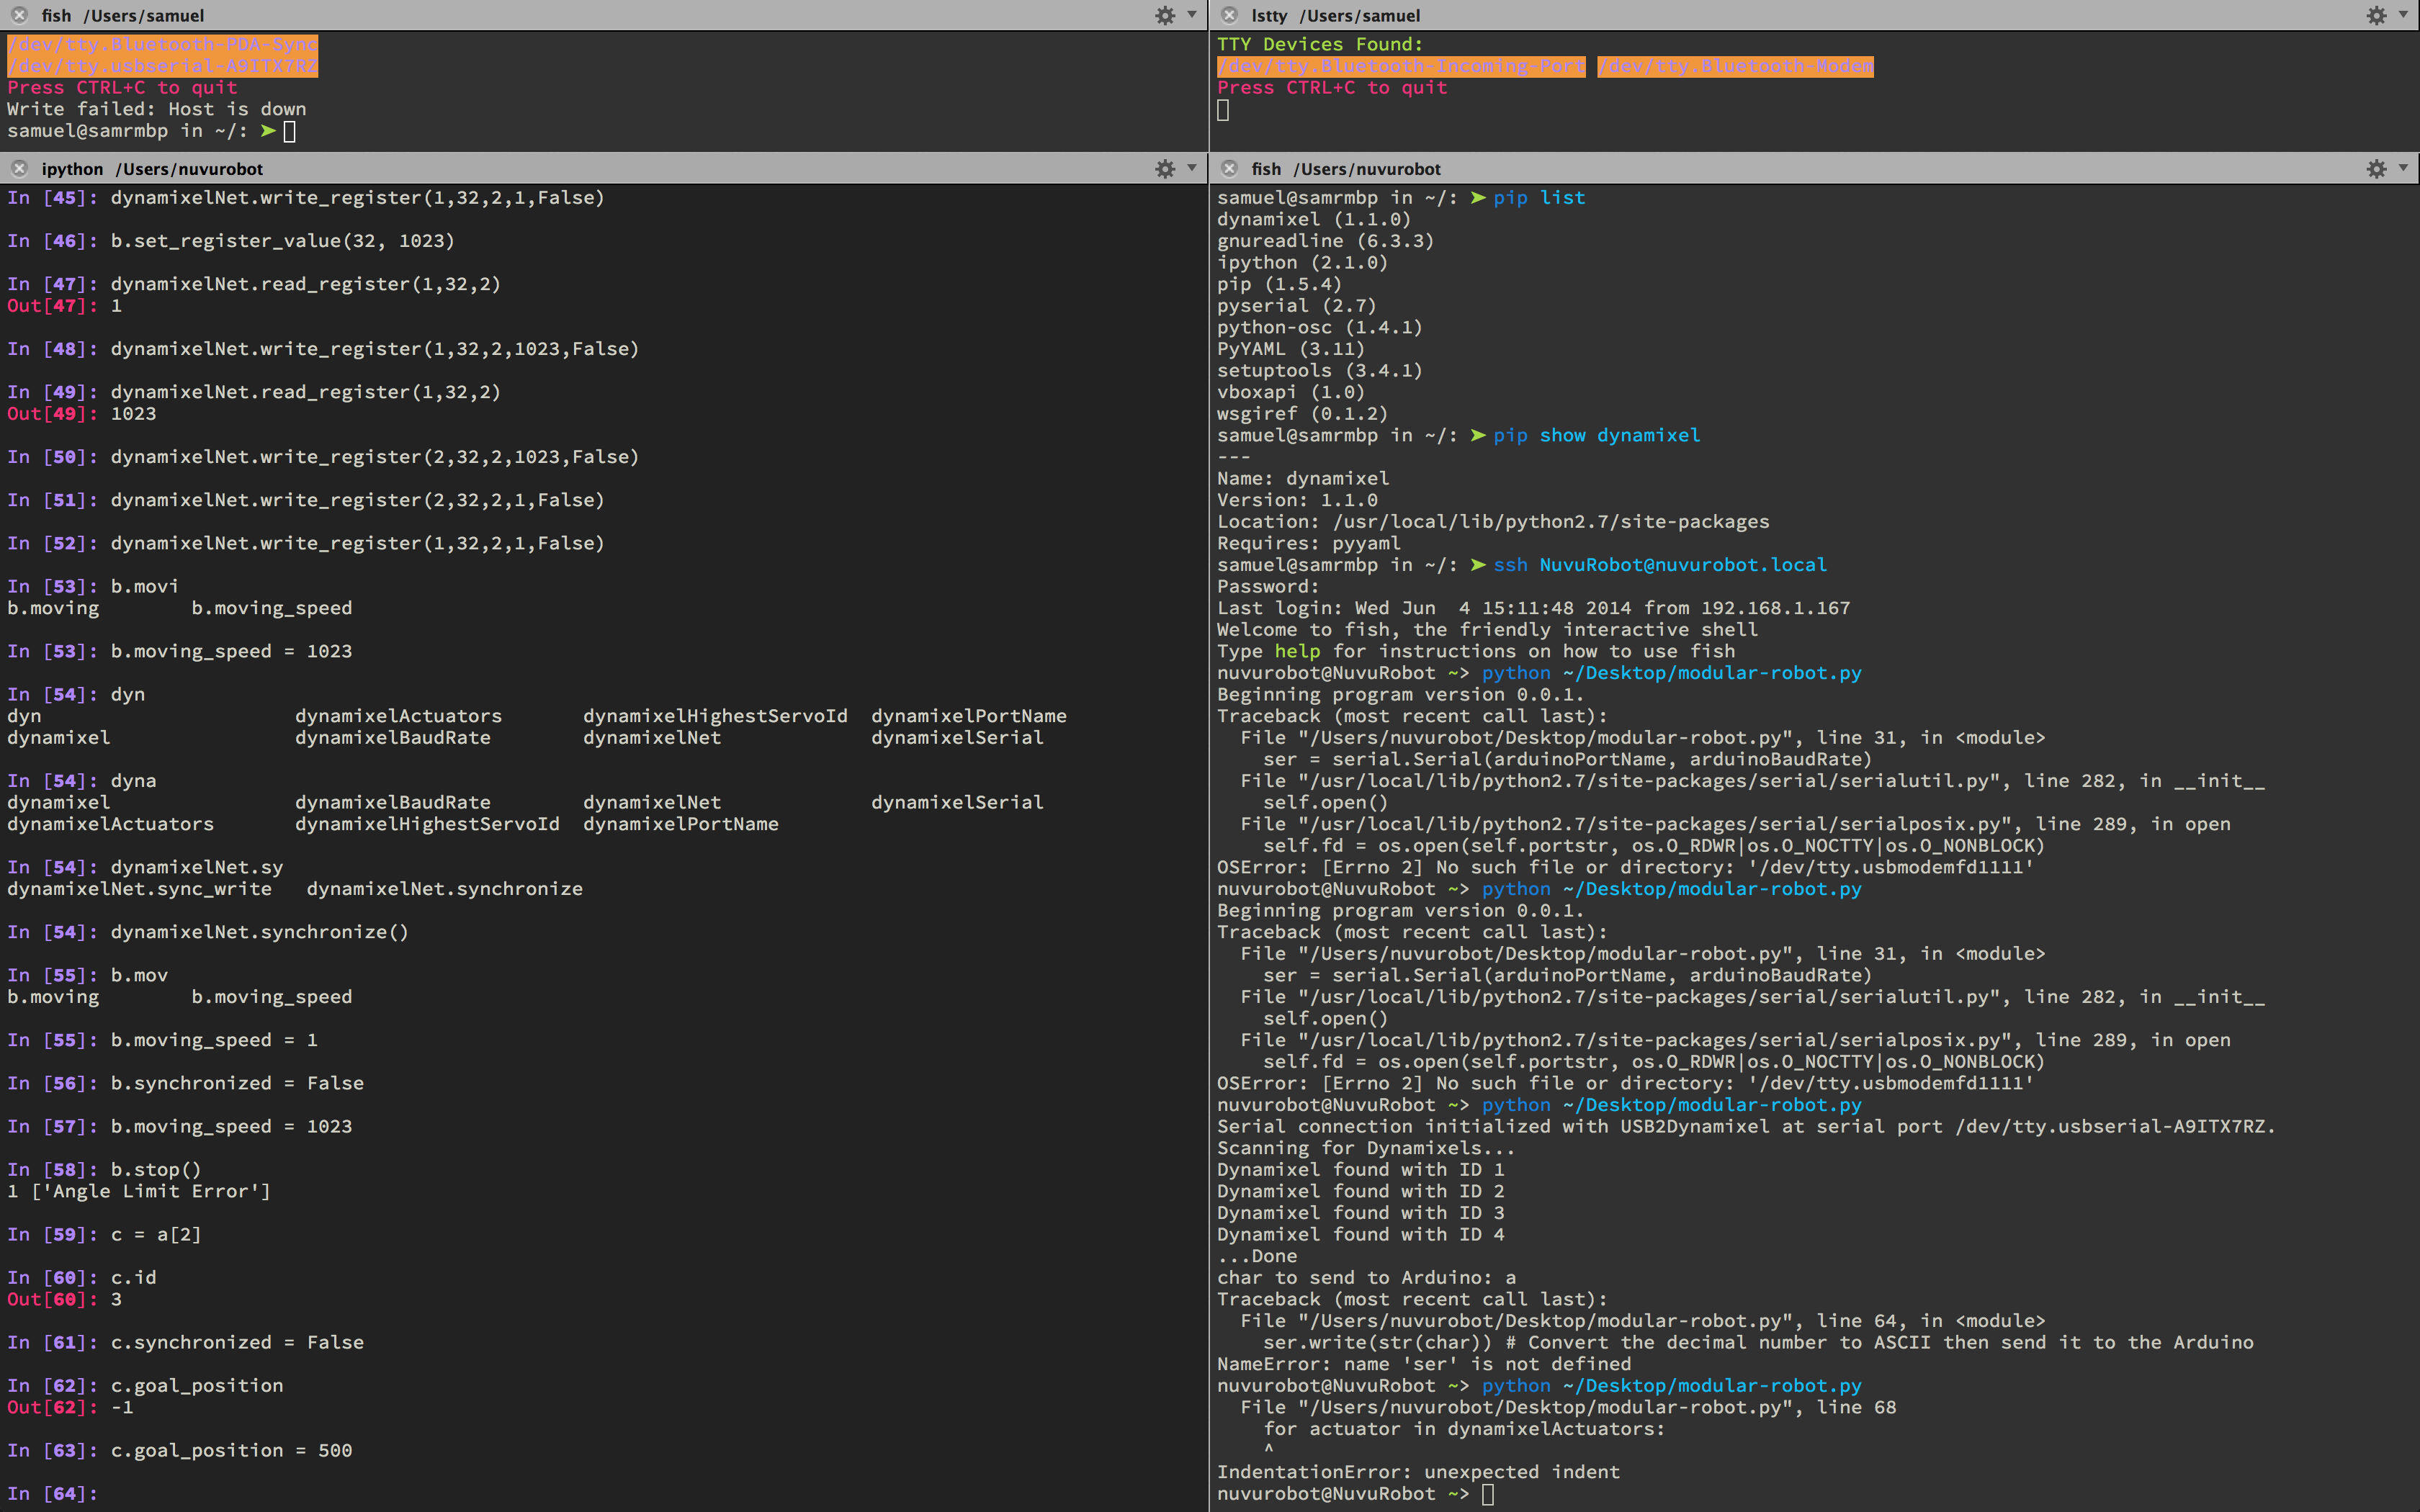 fish /Users/samuel
/dev/tty.Bluetooth-PDA-Sync
/dev/tty.usbserial-A9ITX7RZ
Press CTRL+C to quit
Write failed: Host is down
samuel@samrmbp in ~/: ➤
lstty /Users/samuel
TTY Devices Found:
/dev/tty.Bluetooth-Incoming-Port /dev/tty.Bluetooth-Modem
Press CTRL+C to quit
ipython /Users/nuvurobot
In [45]: dynamixelNet.write_register(1,32,2,1,False)
In [46]: b.set_register_value(32, 1023)
In [47]: dynamixelNet.read_register(1,32,2)
Out[47]: 1
In [48]: dynamixelNet.write_register(1,32,2,1023,False)
In [49]: dynamixelNet.read_register(1,32,2)
Out[49]: 1023
In [50]: dynamixelNet.write_register(2,32,2,1023,False)
In [51]: dynamixelNet.write_register(2,32,2,1,False)
In [52]: dynamixelNet.write_register(1,32,2,1,False)
In [53]: b.movi
b.moving b.moving_speed
In [53]: b.moving_speed = 1023
In [54]: dyn
dyn dynamixelActuators dynamixelHighestServoId dynamixelPortName
dynamixel dynamixelBaudRate dynamixelNet dynamixelSerial
In [54]: dyna
dynamixel dynamixelBaudRate dynamixelNet dynamixelSerial
dynamixelActuators dynamixelHighestServoId dynamixelPortName
In [54]: dynamixelNet.sy
dynamixelNet.sync_write dynamixelNet.synchronize
In [54]: dynamixelNet.synchronize()
In [55]: b.mov
b.moving b.moving_speed
In [55]: b.moving_speed = 1
In [56]: b.synchronized = False
In [57]: b.moving_speed = 1023
In [58]: b.stop()
1 ['Angle Limit Error']
In [59]: c = a[2]
In [60]: c.id
Out[60]: 3
In [61]: c.synchronized = False
In [62]: c.goal_position
Out[62]: -1
In [63]: c.goal_position = 500
In [64]:
fish /Users/nuvurobot
samuel@samrmbp in ~/: ➤ pip list
dynamixel (1.1.0)
gnureadline (6.3.3)
ipython (2.1.0)
pip (1.5.4)
pyserial (2.7)
python-osc (1.4.1)
PyYAML (3.11)
setuptools (3.4.1)
vboxapi (1.0)
wsgiref (0.1.2)
samuel@samrmbp in ~/: ➤ pip show dynamixel
---
Name: dynamixel
Version: 1.1.0
Location: /usr/local/lib/python2.7/site-packages
Requires: pyyaml
samuel@samrmbp in ~/: ➤ ssh NuvuRobot@nuvurobot.local
Password:
Last login: Wed Jun  4 15:11:48 2014 from 192.168.1.167
Welcome to fish, the friendly interactive shell
Type help for instructions on how to use fish
nuvurobot@NuvuRobot ~> python ~/Desktop/modular-robot.py
Beginning program version 0.0.1.
Traceback (most recent call last):
File "/Users/nuvurobot/Desktop/modular-robot.py", line 31, in <module>
ser = serial.Serial(arduinoPortName, arduinoBaudRate)
File "/usr/local/lib/python2.7/site-packages/serial/serialutil.py", line 282, in __init__
self.open()
File "/usr/local/lib/python2.7/site-packages/serial/serialposix.py", line 289, in open
self.fd = os.open(self.portstr, os.O_RDWR|os.O_NOCTTY|os.O_NONBLOCK)
OSError: [Errno 2] No such file or directory: '/dev/tty.usbmodemfd1111'
nuvurobot@NuvuRobot ~> python ~/Desktop/modular-robot.py
Beginning program version 0.0.1.
Traceback (most recent call last):
File "/Users/nuvurobot/Desktop/modular-robot.py", line 31, in <module>
ser = serial.Serial(arduinoPortName, arduinoBaudRate)
File "/usr/local/lib/python2.7/site-packages/serial/serialutil.py", line 282, in __init__
self.open()
File "/usr/local/lib/python2.7/site-packages/serial/serialposix.py", line 289, in open
self.fd = os.open(self.portstr, os.O_RDWR|os.O_NOCTTY|os.O_NONBLOCK)
OSError: [Errno 2] No such file or directory: '/dev/tty.usbmodemfd1111'
nuvurobot@NuvuRobot ~> python ~/Desktop/modular-robot.py
Serial connection initialized with USB2Dynamixel at serial port /dev/tty.usbserial-A9ITX7RZ.
Scanning for Dynamixels...
Dynamixel found with ID 1
Dynamixel found with ID 2
Dynamixel found with ID 3
Dynamixel found with ID 4
...Done
char to send to Arduino: a
Traceback (most recent call last):
File "/Users/nuvurobot/Desktop/modular-robot.py", line 64, in <module>
ser.write(str(char)) # Convert the decimal number to ASCII then send it to the Arduino
NameError: name 'ser' is not defined
nuvurobot@NuvuRobot ~> python ~/Desktop/modular-robot.py
File "/Users/nuvurobot/Desktop/modular-robot.py", line 68
for actuator in dynamixelActuators:
^
IndentationError: unexpected indent
nuvurobot@NuvuRobot ~>